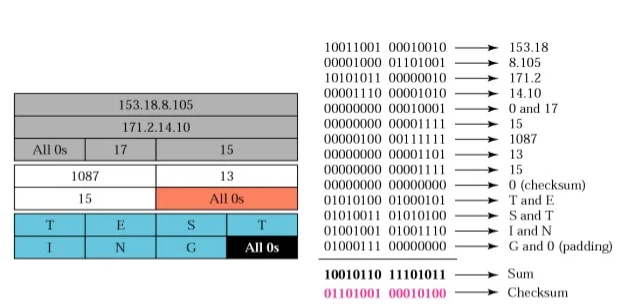 153.18.8.105
171.2.14.10
All 0s 17 15
1087 13
15 All 0s
T E S T
I N G All 0s
10011001 00010010 → 153.18
00001000 01101001 → 8.105
10101011 00000010 → 171.2
00001110 00001010 → 14.10
00000000 00010001 → 0 and 17
00000000 00001111 → 15
00000100 00111111 → 1087
00000000 00001101 → 13
00000000 00001111 → 15
00000000 00000000 → 0 (checksum)
01010100 01000101 → T and E
01010011 01010100 → S and T
01001001 01001110 → I and N
01000111 00000000 → G and 0 (padding)
10010110 11101011 → Sum
01101001 00010100 → Checksum